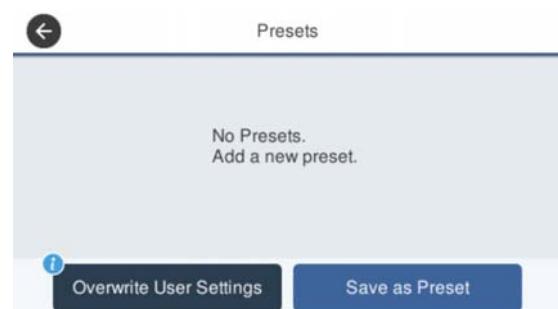 Presets
No Presets.
Add a new preset.
i
Overwrite User Settings
Save as Preset